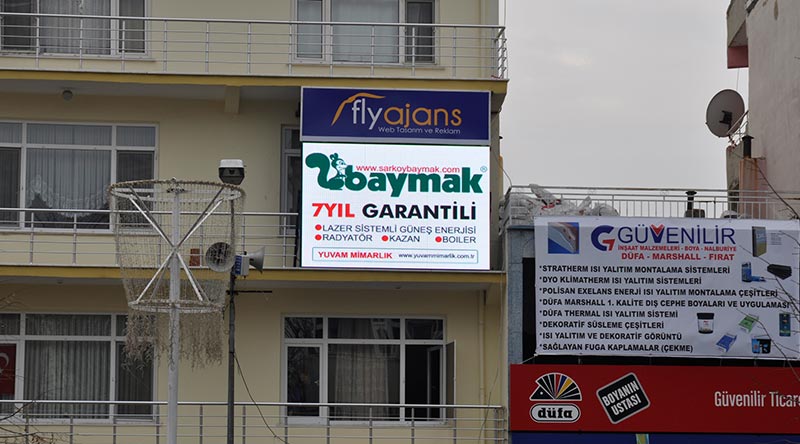 flyajans
Web Tasarım ve Reklam
www.sarkoybaymak.com
baymak®
7YIL GARANTİLİ
●LAZER SİSTEMLİ GÜNEŞ ENERJİSİ
●RADYATÖR ●KAZAN ●BOILER
YUVAM MİMARLIK www.yuvammimarlik.com.tr
G GÜVENİLİR
İNŞAAT MALZEMELERİ - BOYA - NALBURİYE
DÜFA - MARSHALL - FIRAT
*STRATHERM ISI YALITIM MONTALAMA SİSTEMLERİ
*DYO KLİMATHERM ISI YALITIM SİSTEMLERİ
*POLİSAN EXELANS ENERJİ ISI YALITIM MONTALAMA ÇEŞİTLERİ
*DÜFA MARSHALL 1. KALİTE DIŞ CEPHE BOYALARI VE UYGULAMASI
*DÜFA THERMAL ISI YALITIM SİSTEMİ
*DEKORATİF SÜSLEME ÇEŞİTLERİ
*ISI YALITIM VE DEKORATİF GÖRÜNTÜ
*SAĞLAYAN FUGA KAPLAMALAR (ÇEKME)
düfa
BOYANIN USTASI
Güvenilir Ticare